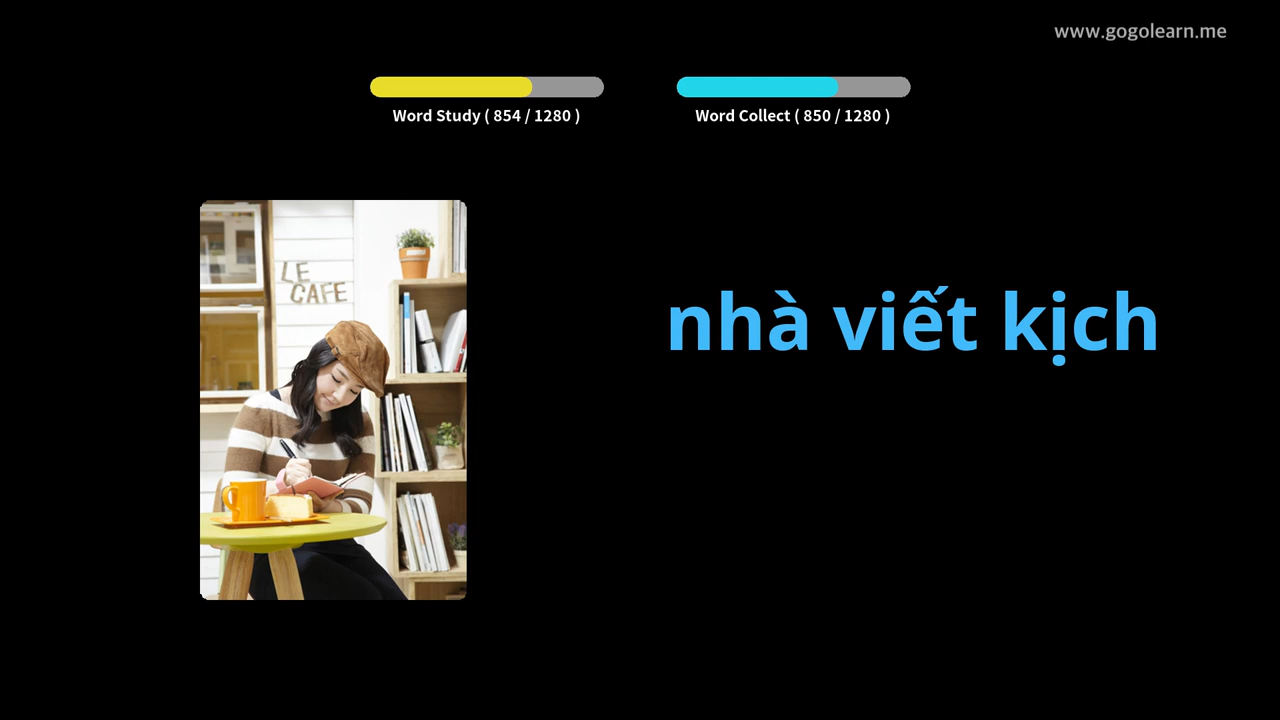 www.gogolearn.me
Word Study ( 854 / 1280 )
Word Collect ( 850 / 1280 )
LE
CAFE
nhà viết kịch